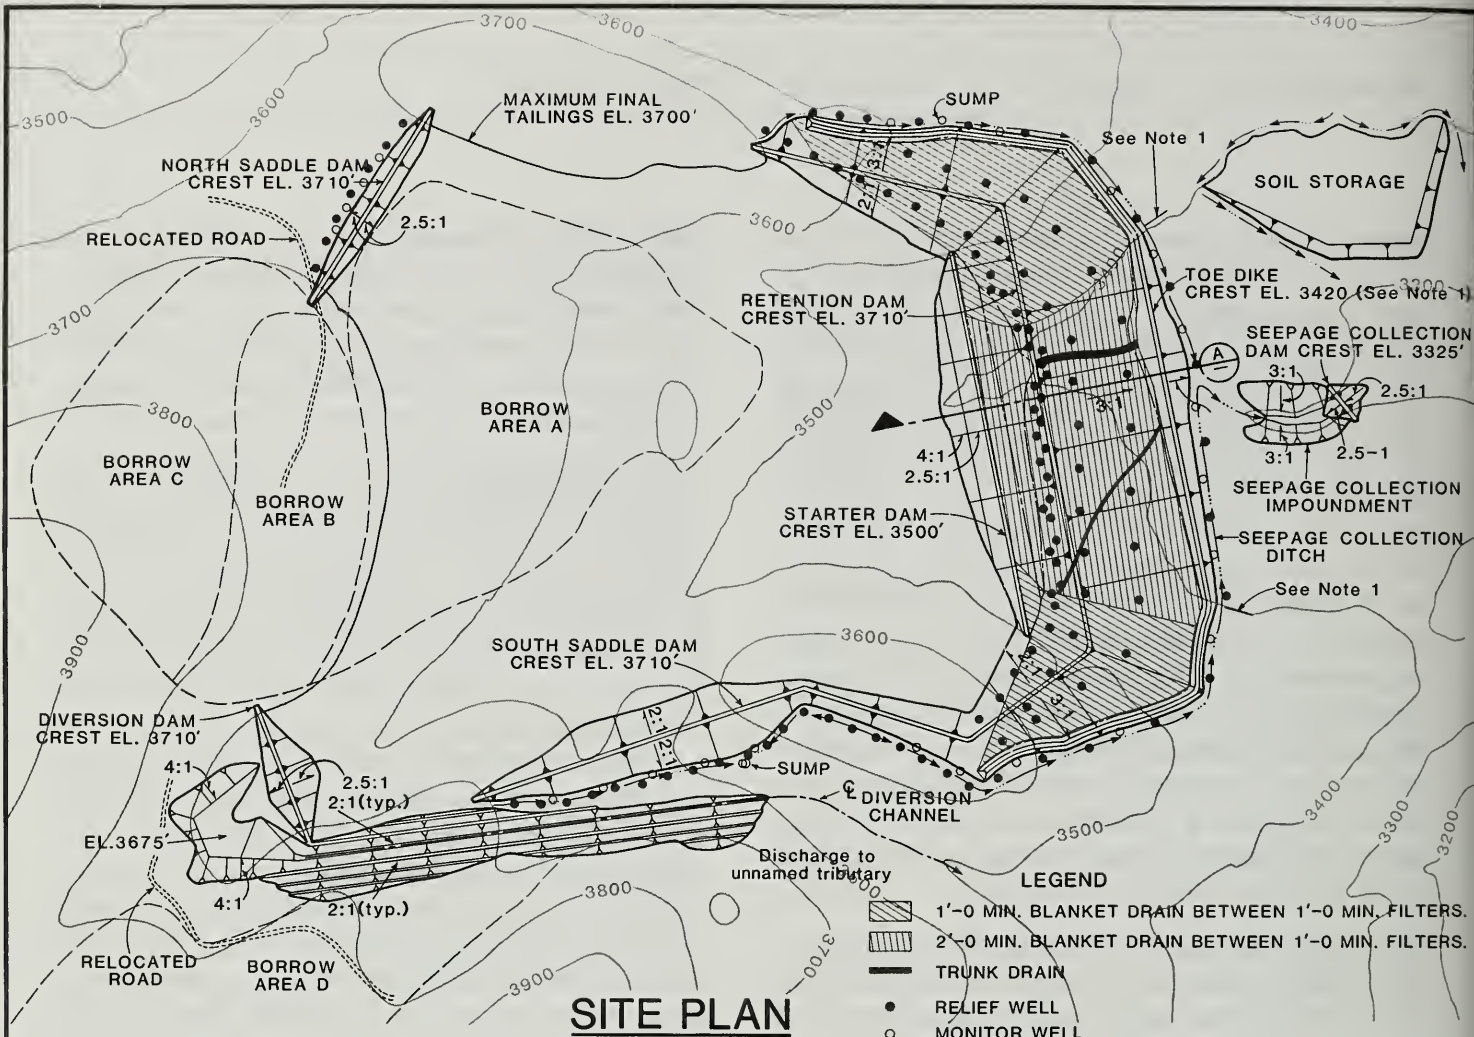 3700
3600
3400
3500
3600
MAXIMUM FINAL
TAILINGS EL. 3700'
SUMP
See Note 1
NORTH SADDLE DAM
CREST EL. 3710'
3:1
SOIL STORAGE
2.5:1
3600
RELOCATED ROAD
3400
TOE DIKE
CREST EL. 3420 (See Note 1)
3200
RETENTION DAM
CREST EL. 3710'
3700
SEEPAGE COLLECTION
DAM CREST EL. 3325'
A
3:1
2.5:1
3800
BORROW
AREA A
3500
3:1
BORROW
AREA C
4:1
2.5:1
3:1
2.5-1
BORROW
AREA B
SEEPAGE COLLECTION
IMPOUNDMENT
STARTER DAM
CREST EL. 3500'
SEEPAGE COLLECTION
DITCH
See Note 1
3900
SOUTH SADDLE DAM
CREST EL. 3710'
3600
3:1
DIVERSION DAM
CREST EL. 3710'
2:1
2:1
4:1
2.5:1
2:1(typ.)
SUMP
℄ DIVERSION
CHANNEL
3400
3300
3200
EL.3675'
3500
Discharge to
unnamed tributary
4:1
2:1(typ.)
3800
3700
3900
RELOCATED
ROAD
BORROW
AREA D
LEGEND
1'-0 MIN. BLANKET DRAIN BETWEEN 1'-0 MIN. FILTERS.
2'-0 MIN. BLANKET DRAIN BETWEEN 1'-0 MIN. FILTERS.
TRUNK DRAIN
RELIEF WELL
MONITOR WELL
SITE PLAN